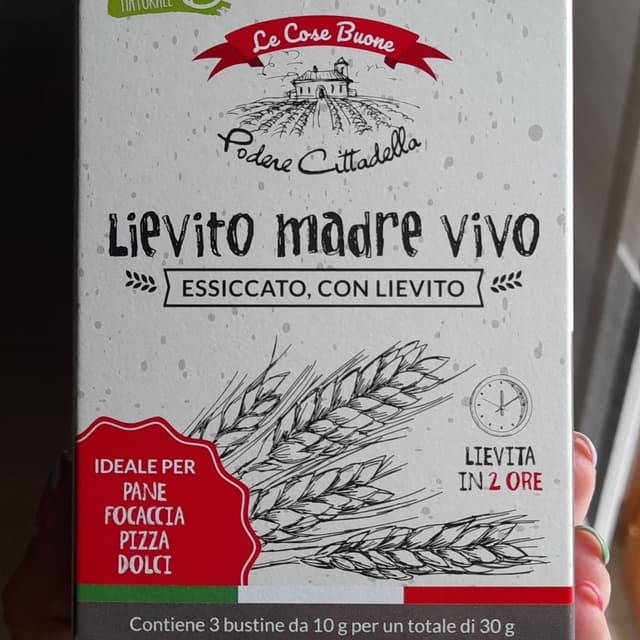 NATURALE
Le Cose Buone
Podere Cittadella
Lievito madre vivo
ESSICCATO, CON LIEVITO
LIEVITA
IN 2 ORE
IDEALE PER
PANE
FOCACCIA
PIZZA
DOLCI
Contiene 3 bustine da 10 g per un totale di 30 g